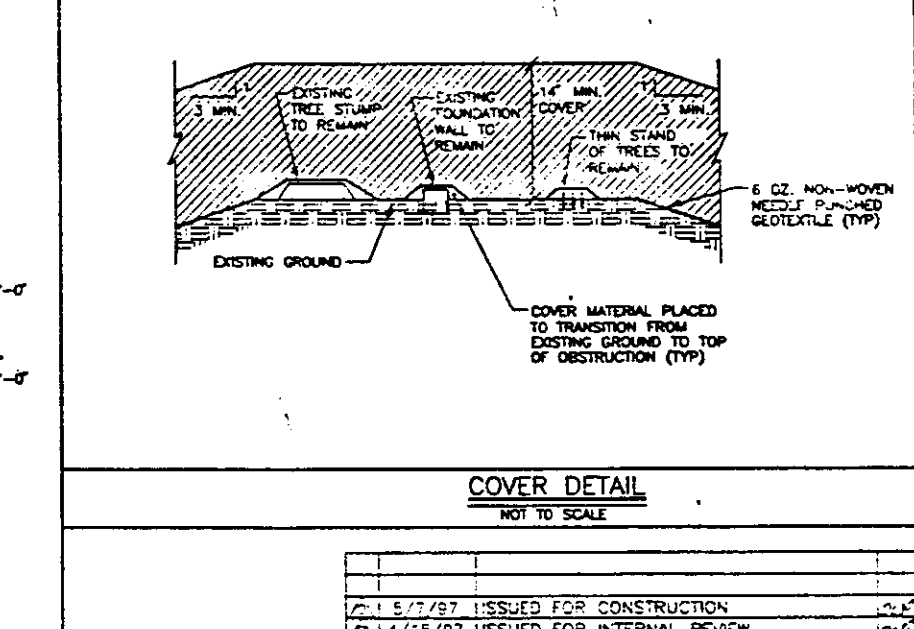 1
3 MIN.
EXISTING
TREE STUMP
TO REMAIN
EXISTING
FOUNDATION
WALL TO
REMAIN
14" MIN.
COVER
1
3 MIN.
THIN STAND
OF TREES TO
REMAIN
6 OZ. NON-WOVEN
NEEDLE PUNCHED
GEOTEXTILE (TYP)
EXISTING GROUND
COVER MATERIAL PLACED
TO TRANSITION FROM
EXISTING GROUND TO TOP
OF OBSTRUCTION (TYP)
COVER DETAIL
NOT TO SCALE
5/7/97 ISSUED FOR CONSTRUCTION
ISSUED FOR INTERNAL REVIEW